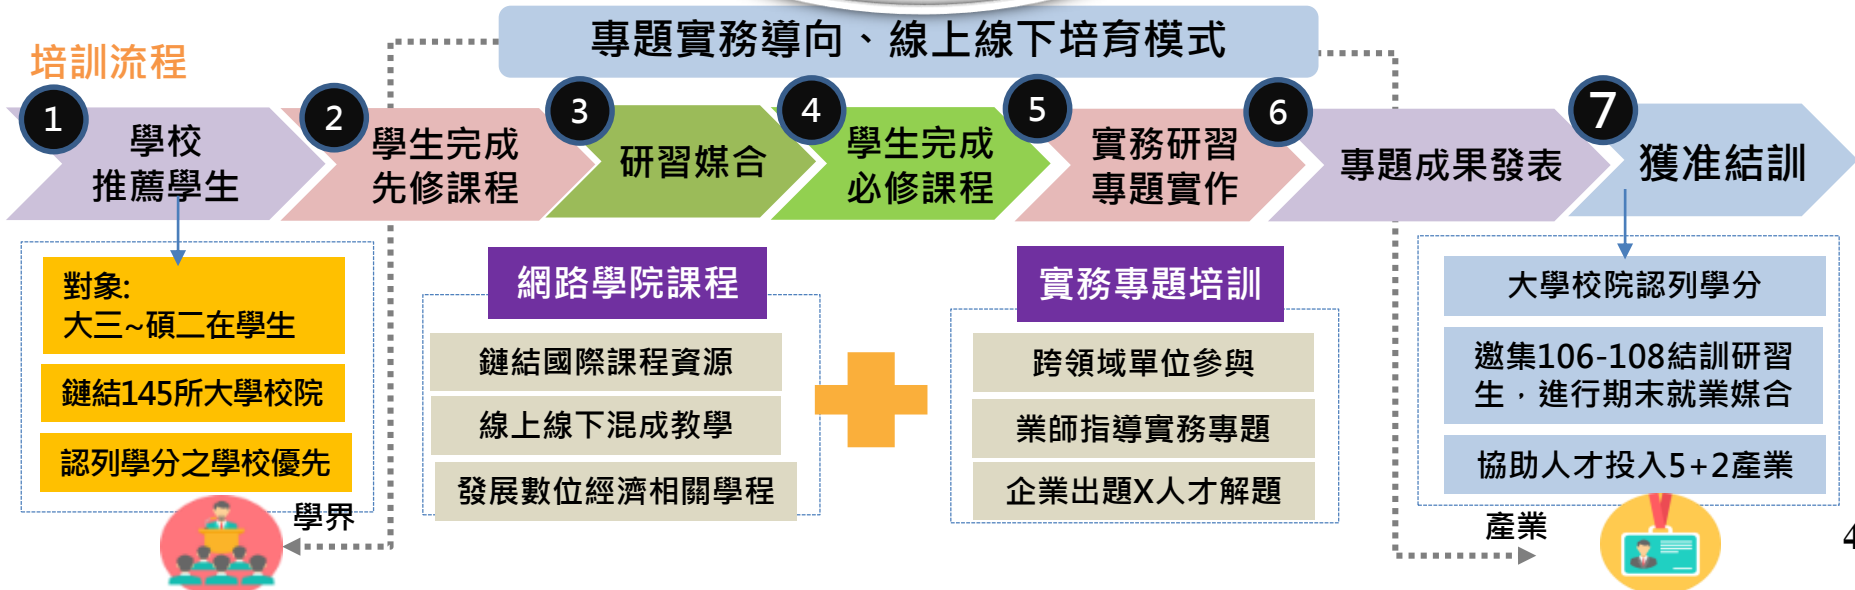 專題實務導向、線上線下培育模式
培訓流程
1
學校
推薦學生
2
學生完成
先修課程
3
研習媒合
4
學生完成
必修課程
5
實務研習
專題實作
6
專題成果發表
7
獲准結訓
對象:
大三~碩二在學生
鏈結145所大學校院
認列學分之學校優先
學界
網路學院課程
鏈結國際課程資源
線上線下混成教學
發展數位經濟相關學程
實務專題培訓
跨領域單位參與
業師指導實務專題
企業出題X人才解題
大學校院認列學分
邀集106-108結訓研習
生，進行期末就業媒合
協助人才投入5+2產業
產業
4